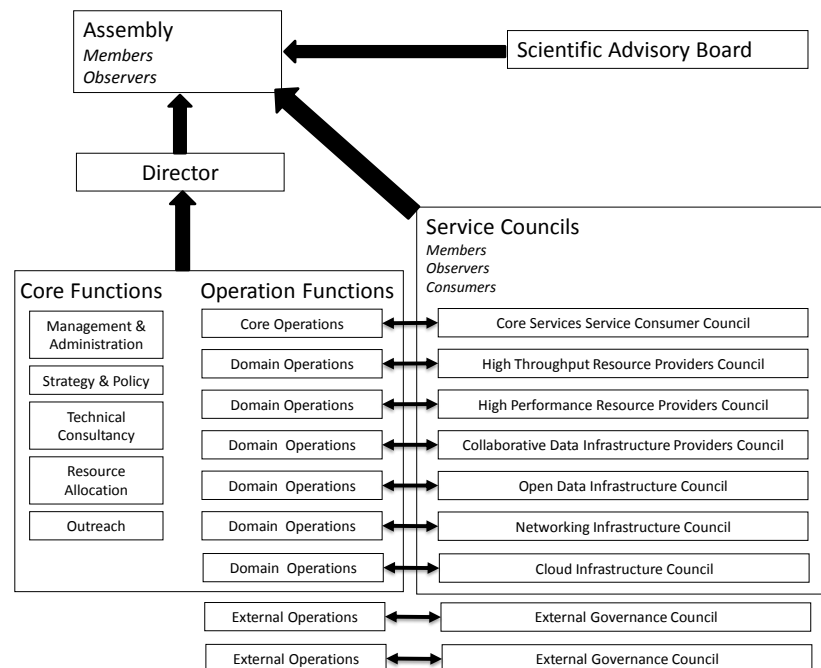 Assembly
Members
Observers
Scientific Advisory Board
Director
Service Councils
Members
Observers
Consumers
Core Functions
Management &
Administration
Strategy & Policy
Technical
Consultancy
Resource
Allocation
Outreach
Operation Functions
Core Operations
Core Services Service Consumer Council
Domain Operations
High Throughput Resource Providers Council
Domain Operations
High Performance Resource Providers Council
Domain Operations
Collaborative Data Infrastructure Providers Council
Domain Operations
Open Data Infrastructure Council
Domain Operations
Networking Infrastructure Council
Domain Operations
Cloud Infrastructure Council
External Operations
External Governance Council
External Operations
External Governance Council